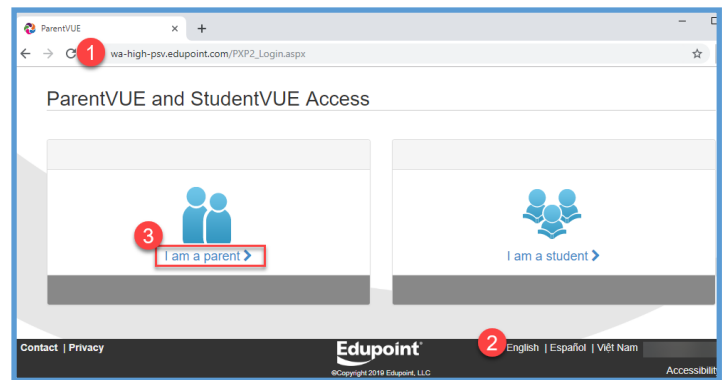 ParentVUE
1
wa-high-psv.edupoint.com/PXP2_Login.aspx
ParentVUE and StudentVUE Access
3
I am a parent
I am a student
Contact | Privacy
Edupoint
2
English | Español | Việt Nam
©Copyright 2019 Edupoint, LLC